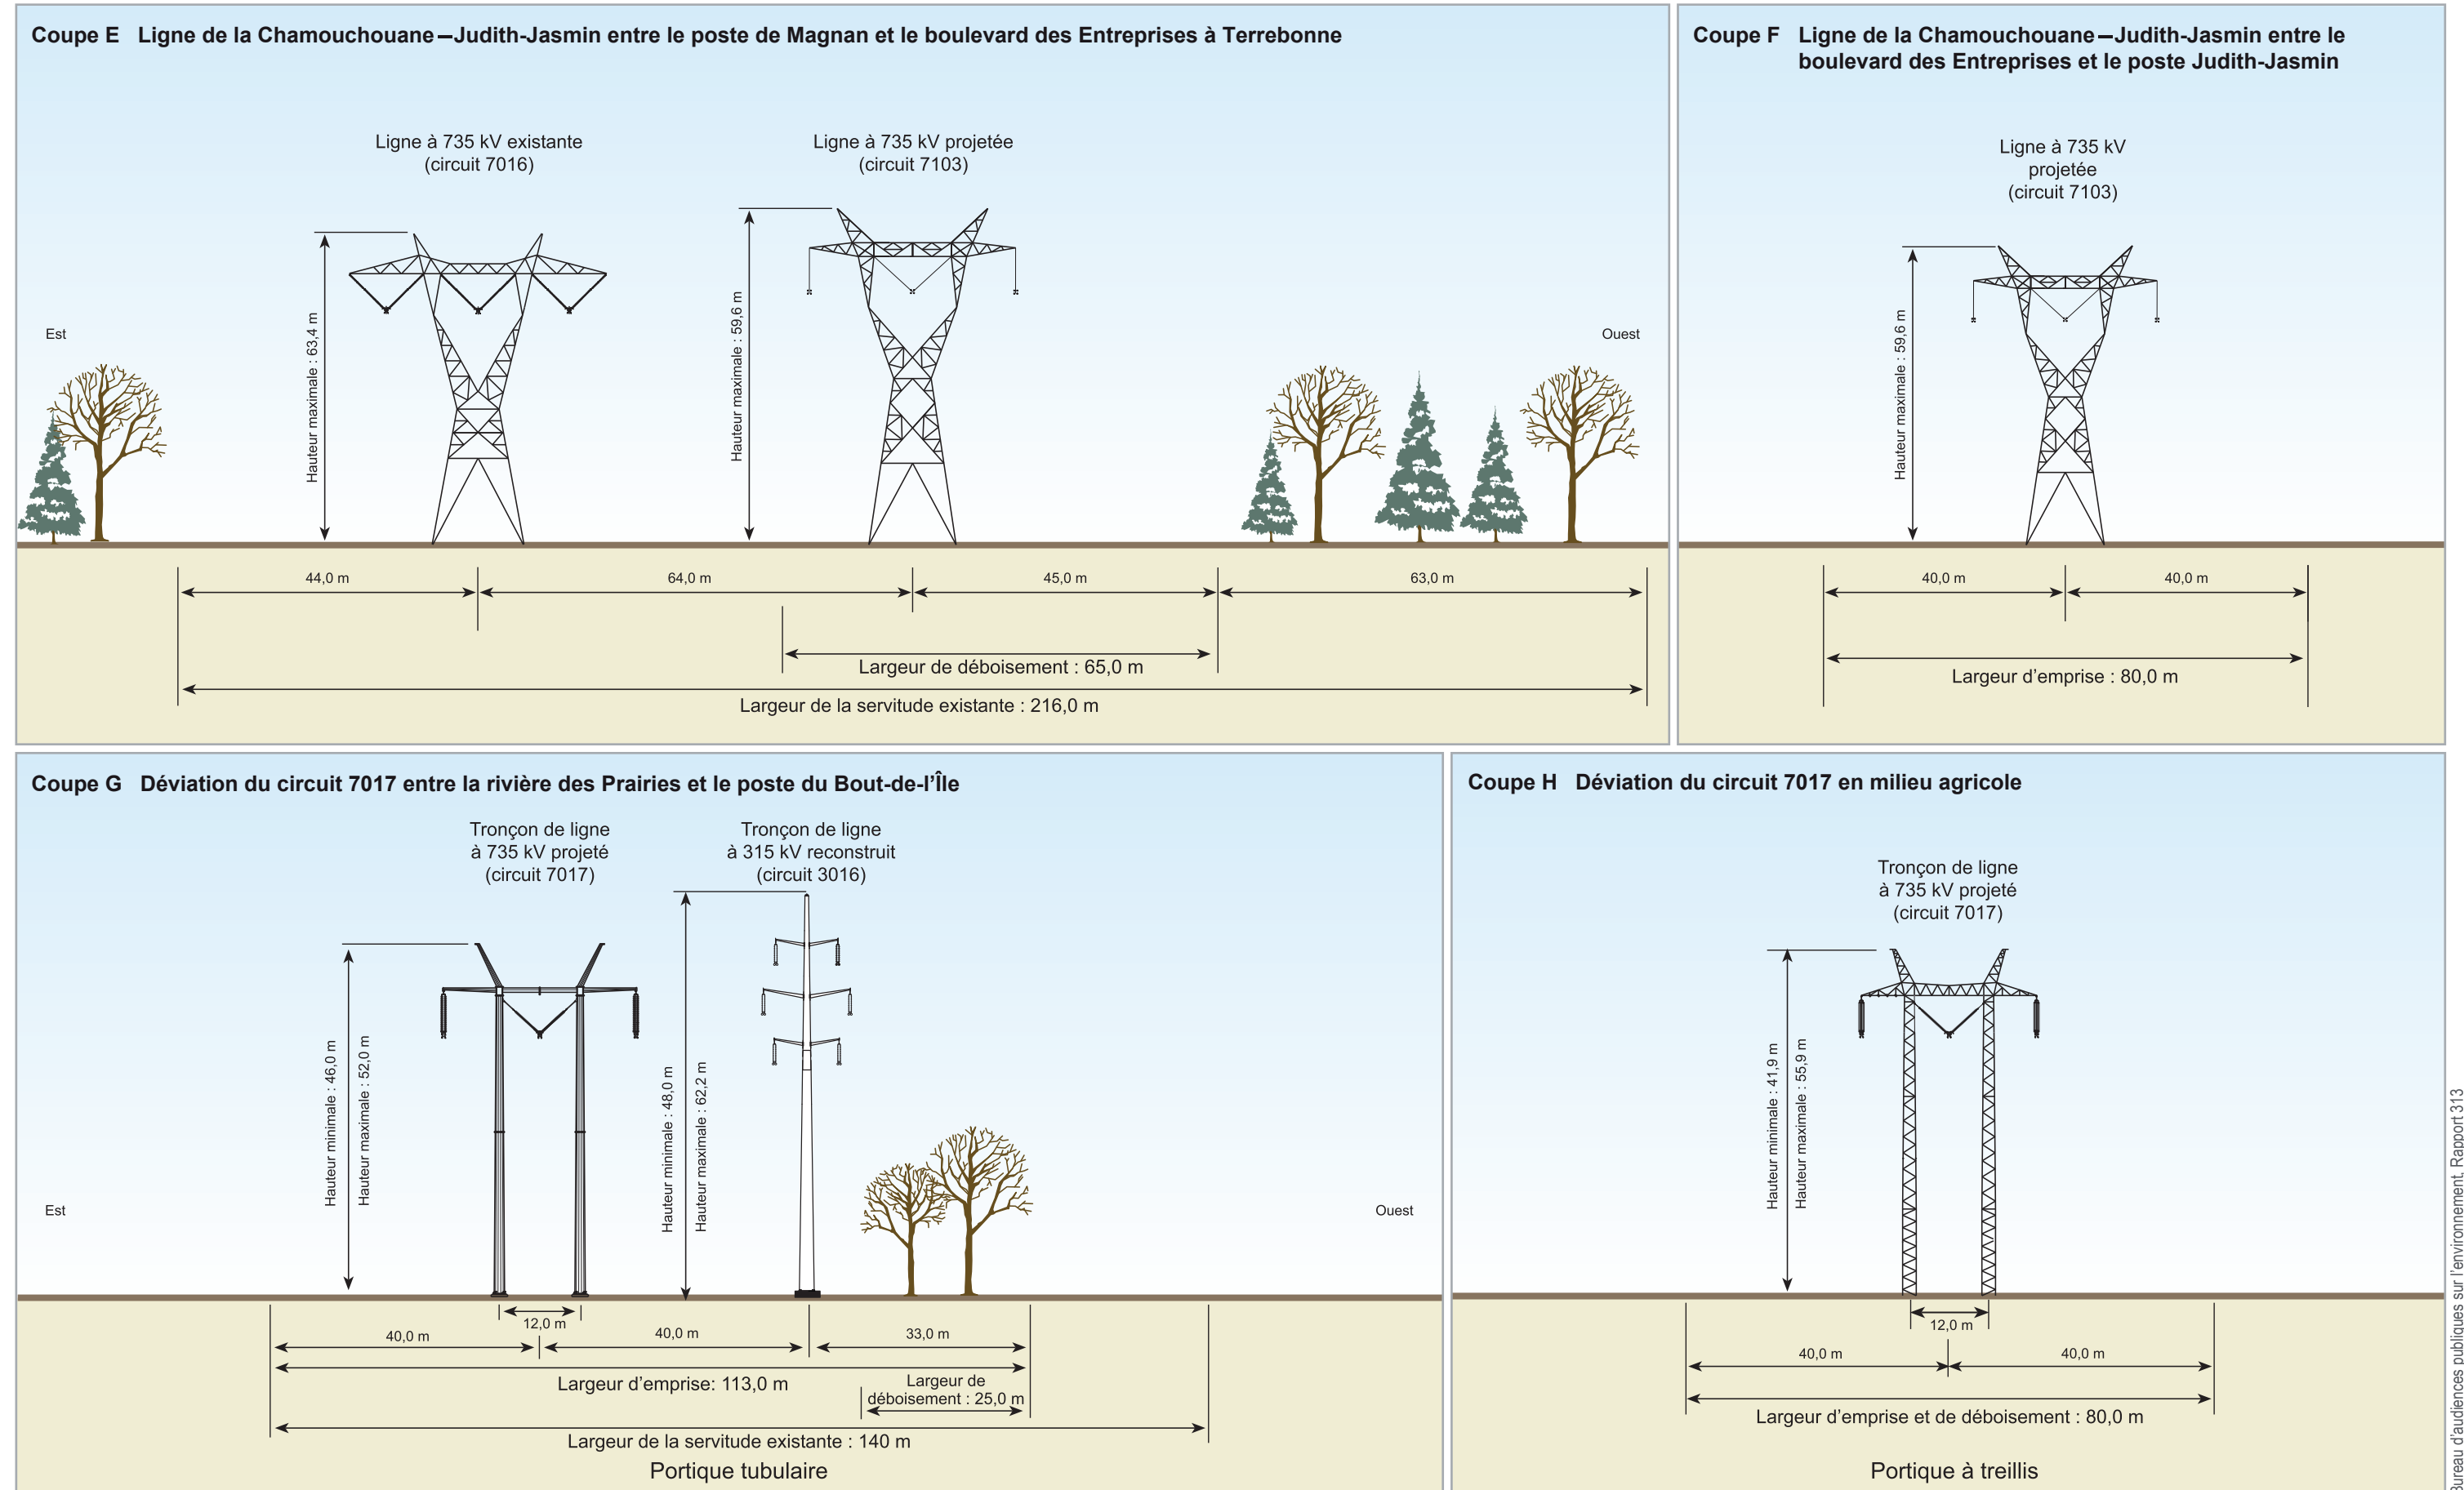 Coupe E Ligne de la Chamouchouane–Judith-Jasmin entre le poste de Magnan et le boulevard des Entreprises à Terrebonne
Ligne à 735 kV existante
(circuit 7016)
Ligne à 735 kV projetée
(circuit 7103)
Hauteur maximale : 63,4 m
Hauteur maximale : 59,6 m
Est
Ouest
44,0 m
64,0 m
45,0 m
63,0 m
Largeur de déboisement : 65,0 m
Largeur de la servitude existante : 216,0 m
Coupe F Ligne de la Chamouchouane–Judith-Jasmin entre le
boulevard des Entreprises et le poste Judith-Jasmin
Ligne à 735 kV
projetée
(circuit 7103)
Hauteur maximale : 59,6 m
40,0 m
40,0 m
Largeur d’emprise : 80,0 m
Coupe G Déviation du circuit 7017 entre la rivière des Prairies et le poste du Bout-de-l’Île
Tronçon de ligne
à 735 kV projeté
(circuit 7017)
Tronçon de ligne
à 315 kV reconstruit
(circuit 3016)
Hauteur minimale : 46,0 m
Hauteur maximale : 52,0 m
Hauteur minimale : 48,0 m
Hauteur maximale : 62,2 m
Est
Ouest
12,0 m
40,0 m
40,0 m
33,0 m
Largeur d’emprise: 113,0 m
Largeur de
déboisement : 25,0 m
Largeur de la servitude existante : 140 m
Portique tubulaire
Coupe H Déviation du circuit 7017 en milieu agricole
Tronçon de ligne
à 735 kV projeté
(circuit 7017)
Hauteur minimale : 41,9 m
Hauteur maximale : 55,9 m
12,0 m
40,0 m
40,0 m
Largeur d’emprise et de déboisement : 80,0 m
Portique à treillis
Bureau d’audiences publiques sur l’environnement, Rapport 313